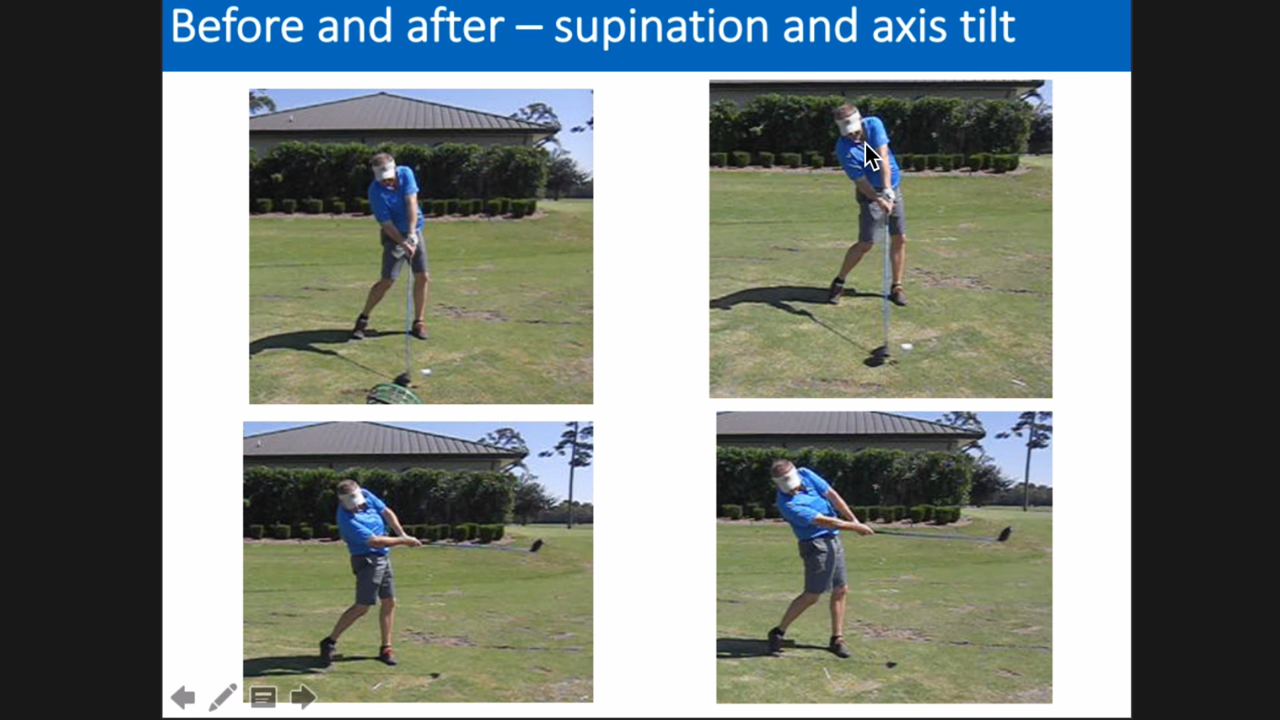 Before and after – supination and axis tilt